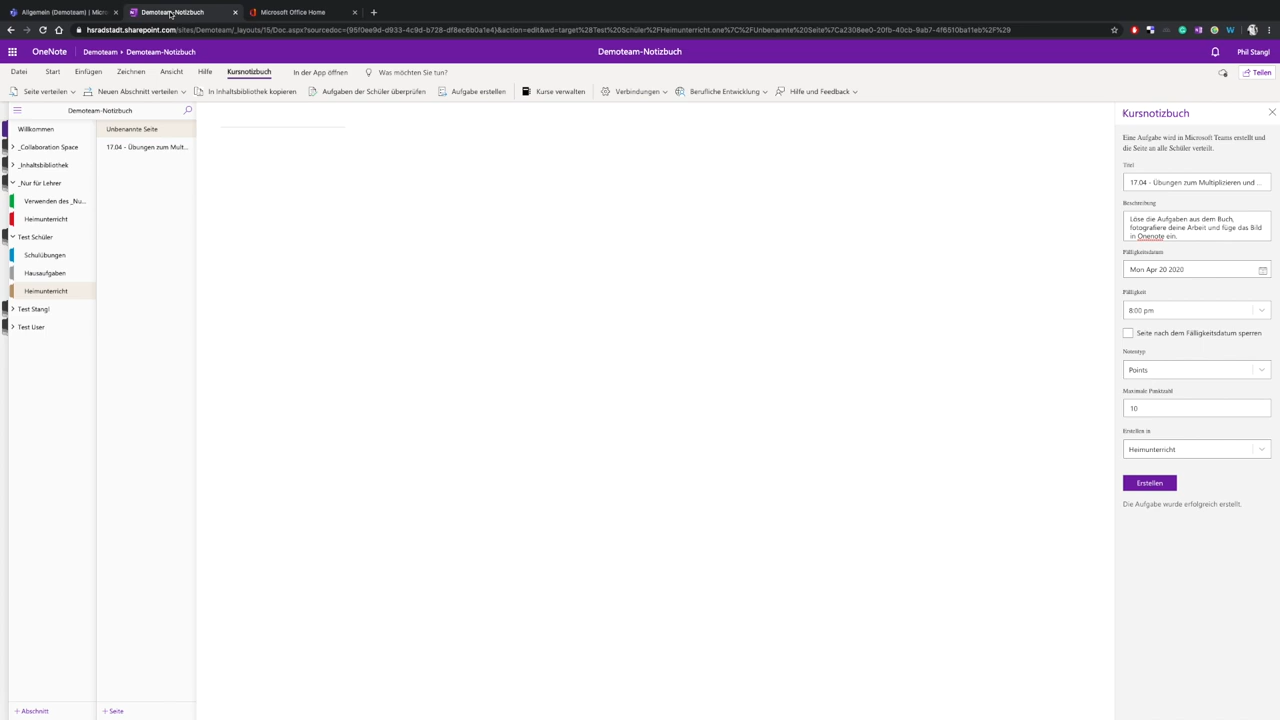 Allgemein (Demoteam) | Micro
Demoteam-Notizbuch
Microsoft Office Home
hsradstadt.sharepoint.com/sites/Demoteam/_layouts/15/Doc.aspx?sourcedoc={95f0ee9d-d933-4c9d-b728-df8ec6b0a1e4}&action=edit&wd=target%28Test%20Schüler%2FHeimunterricht.one%7C%2FUnbenannte%20Seite%7Ca2308ee0-20fb-40cb-9ab7-4f6510ba11eb%2F%29
OneNote
Demoteam › Demoteam-Notizbuch
Demoteam-Notizbuch
Phil Stangl
Datei Start Einfügen Zeichnen Ansicht Hilfe Kursnotizbuch In der App öffnen Was möchten Sie tun?
Teilen
Seite verteilen Neuen Abschnitt verteilen In Inhaltsbibliothek kopieren Aufgaben der Schüler überprüfen Aufgabe erstellen Kurse verwalten Verbindungen Berufliche Entwicklung Hilfe und Feedback
Demoteam-Notizbuch
Willkommen
_Collaboration Space
_Inhaltsbibliothek
_Nur für Lehrer
Verwenden des _Nu...
Heimunterricht
Test Schüler
Schulübungen
Hausaufgaben
Heimunterricht
Test Stangl
Test User
+ Abschnitt
Unbenannte Seite
17.04 - Übungen zum Mult...
+ Seite
Kursnotizbuch
Eine Aufgabe wird in Microsoft Teams erstellt und
die Seite an alle Schüler verteilt.
Titel
17.04 - Übungen zum Multiplizieren und ...
Beschreibung
Löse die Aufgaben aus dem Buch,
fotografiere deine Arbeit und füge das Bild
in Onenote ein.
Fälligkeitsdatum
Mon Apr 20 2020
Fälligkeit
8:00 pm
Seite nach dem Fälligkeitsdatum sperren
Notentyp
Points
Maximale Punktzahl
10
Erstellen in
Heimunterricht
Erstellen
Die Aufgabe wurde erfolgreich erstellt.